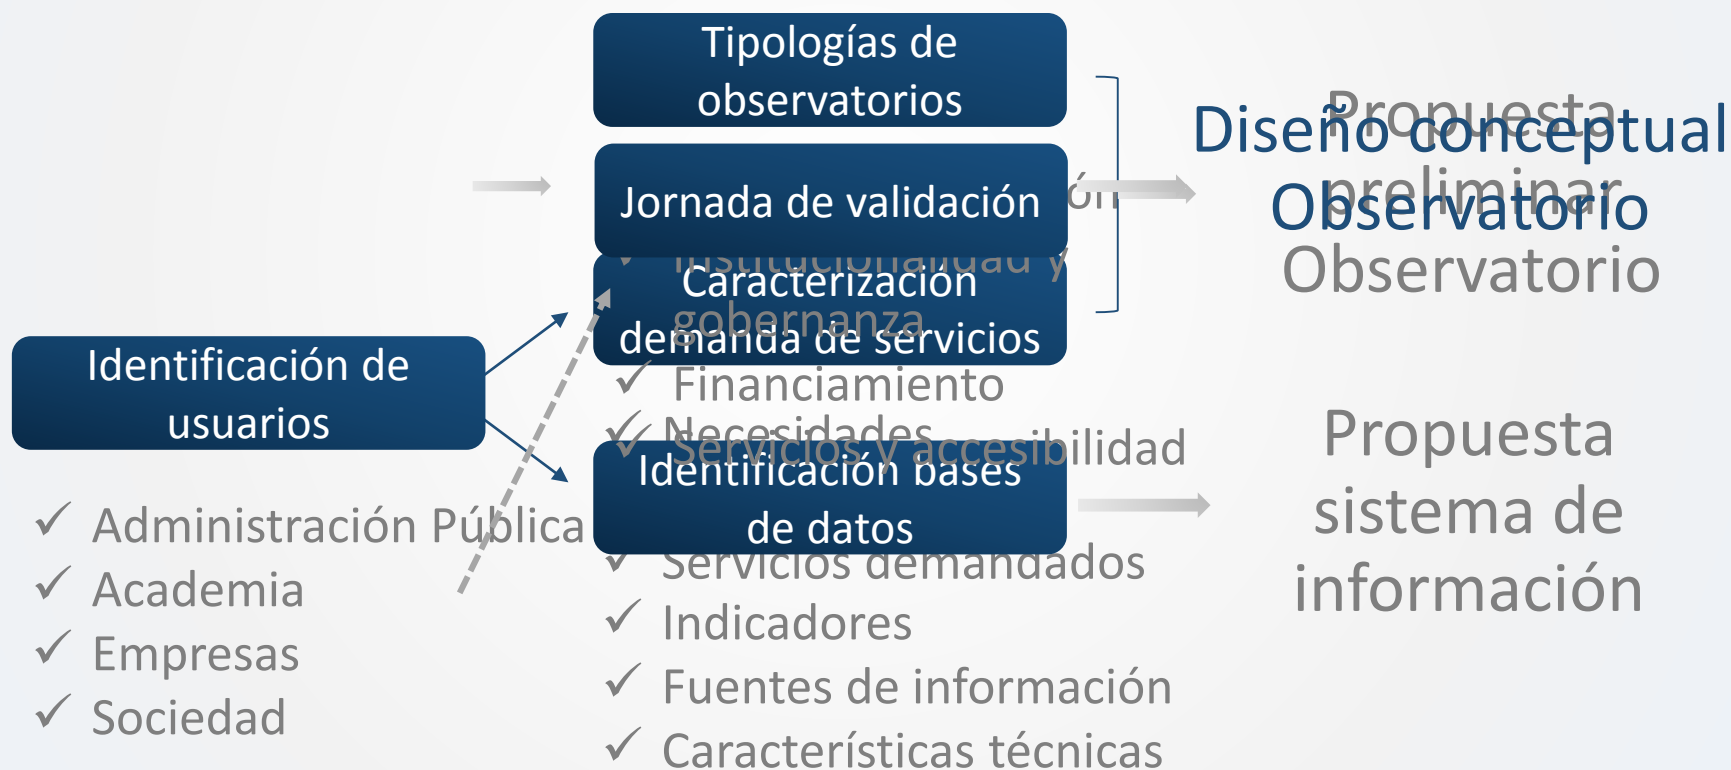 Tipologías de
observatorios
Jornada de validación
ón
Institucionalidad y
gobernanza
Caracterización
demanda de servicios
Financiamiento
Necesidades
Servicios y accesibilidad
Identificación bases
de datos
Servicios demandados
Indicadores
Fuentes de información
Características técnicas
Identificación de
usuarios
Administración Pública
Academia
Empresas
Sociedad
Diseño conceptual
Observatorio
Propuesta
preliminar
Observatorio
Propuesta
sistema de
información